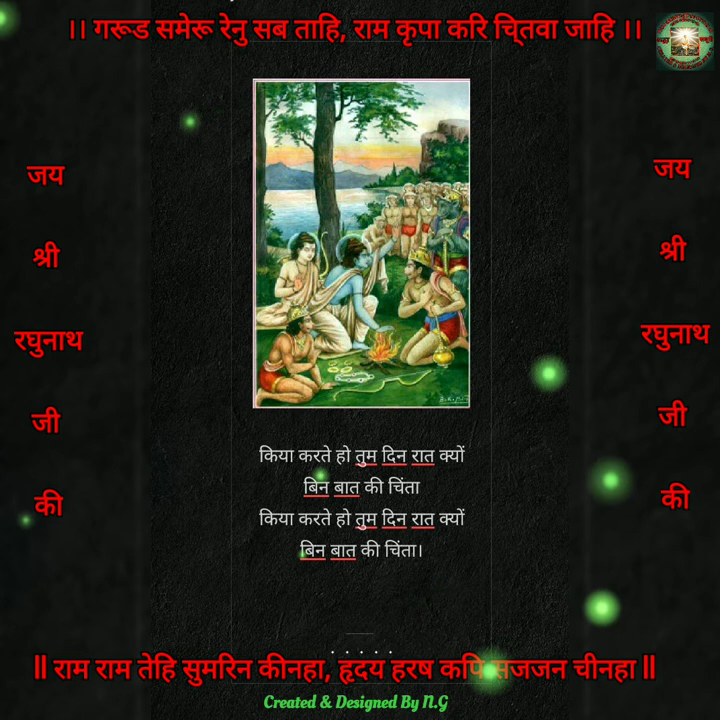 ।। गरूड समेरू रेनु सब ताहि, राम कृपा करि चि्तवा जाहि ।।
जय
श्री
रघुनाथ
जी
की
जय
श्री
रघुनाथ
जी
की
किया करते हो तुम दिन रात क्यों
बिन बात की चिंता
किया करते हो तुम दिन रात क्यों
बिन बात की चिंता।
. . . . .
॥ राम राम तेहि सुमरिन कीनहा, हृदय हरष कपि सजजन चीनहा ॥
Created & Designed By N.G